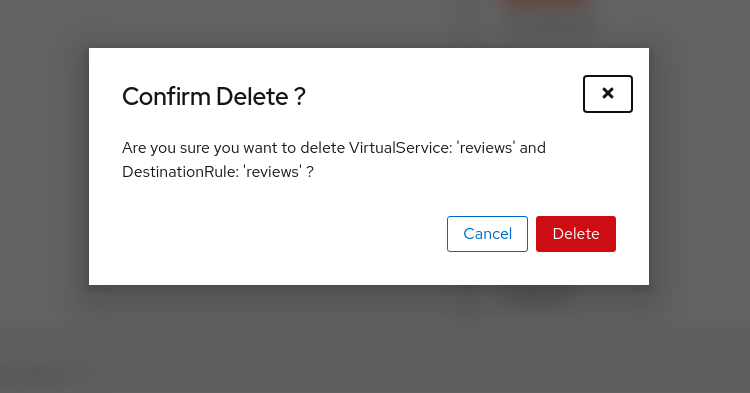 Confirm Delete ?
Are you sure you want to delete VirtualService: 'reviews' and
DestinationRule: 'reviews' ?
Cancel
Delete